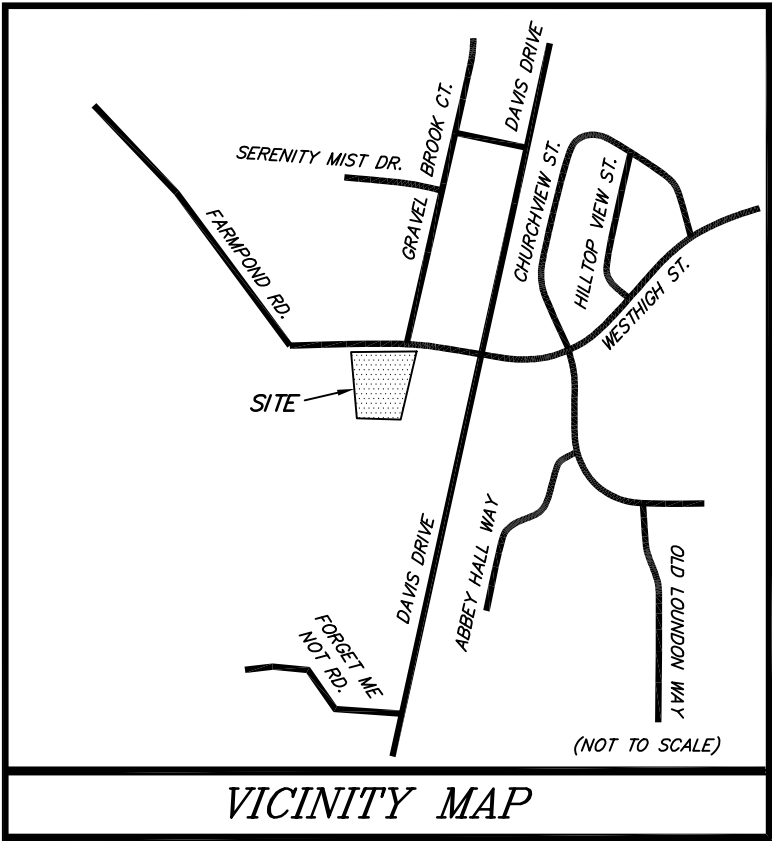 DAVIS DRIVE
BROOK CT.
SERENITY MIST DR.
GRAVEL
CHURCHVIEW ST.
HILLTOP VIEW ST.
FARMPOND RD.
WESTHIGH ST.
SITE
DAVIS DRIVE
ABBEY HALL WAY
OLD LOUNDON WAY
FORGET ME
NOT RD.
(NOT TO SCALE)
VICINITY MAP